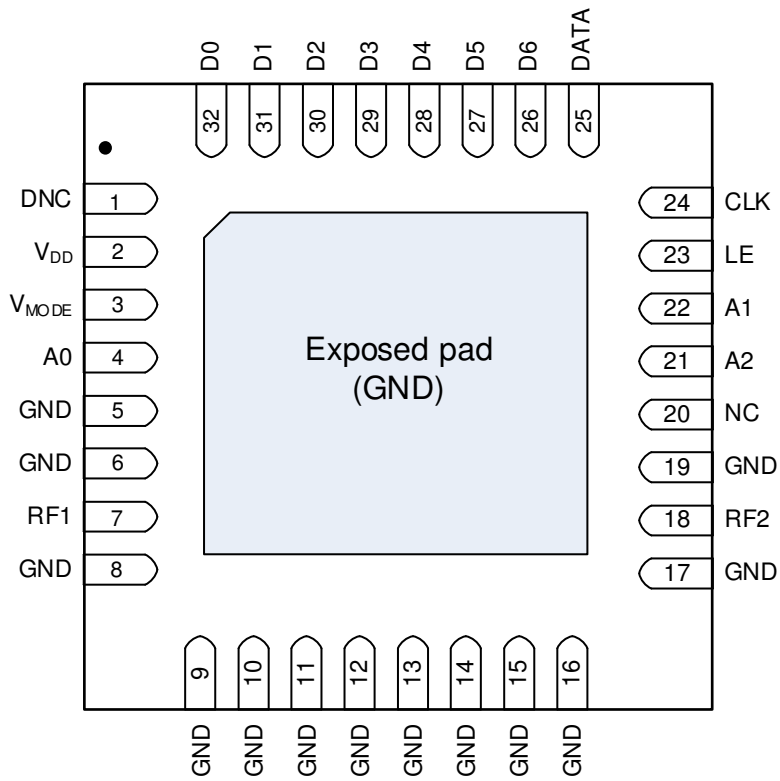 D0 D1 D2 D3 D4 D5 D6 DATA
32 31 30 29 28 27 26 25
DNC 1
VDD 2
VMODE 3
A0 4
GND 5
GND 6
RF1 7
GND 8
Exposed pad
(GND)
24 CLK
23 LE
22 A1
21 A2
20 NC
19 GND
18 RF2
17 GND
9 10 11 12 13 14 15 16
GND GND GND GND GND GND GND GND